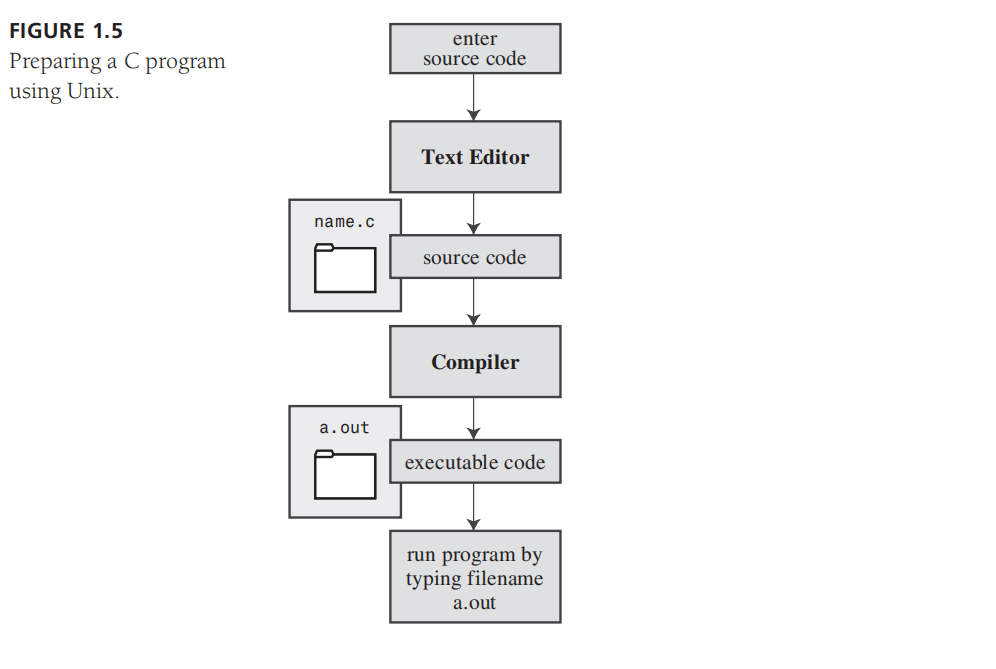 FIGURE 1.5
Preparing a C program
using Unix.
enter
source code
Text Editor
name.c
source code
Compiler
a.out
executable code
run program by
typing filename
a.out